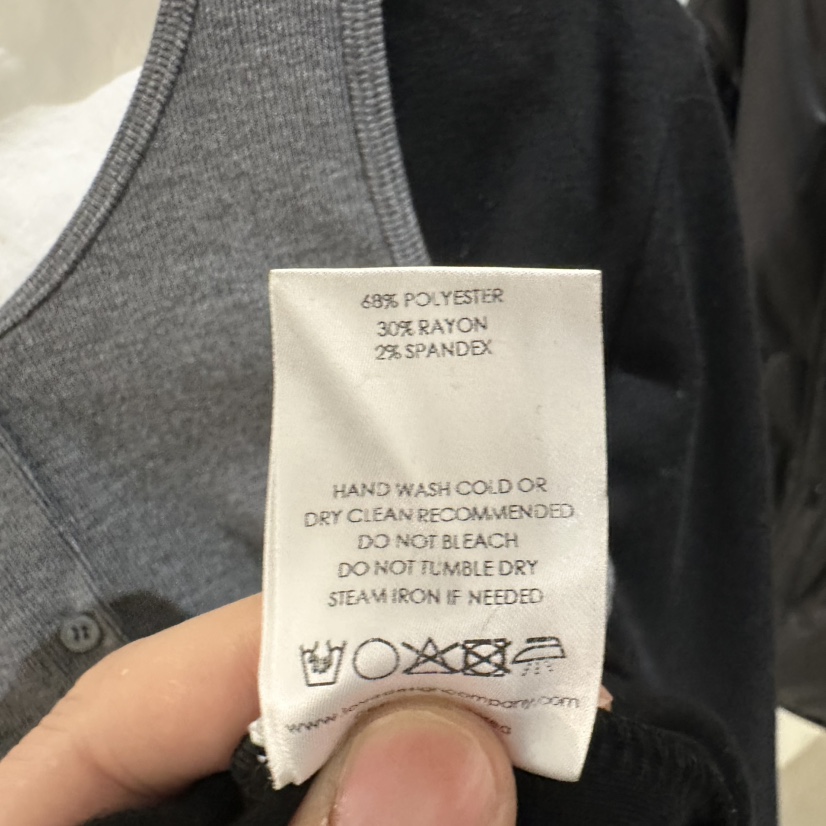 68% POLYESTER
30% RAYON
2% SPANDEX
HAND WASH COLD OR
DRY CLEAN RECOMMENDED
DO NOT BLEACH
DO NOT TUMBLE DRY
STEAM IRON IF NEEDED